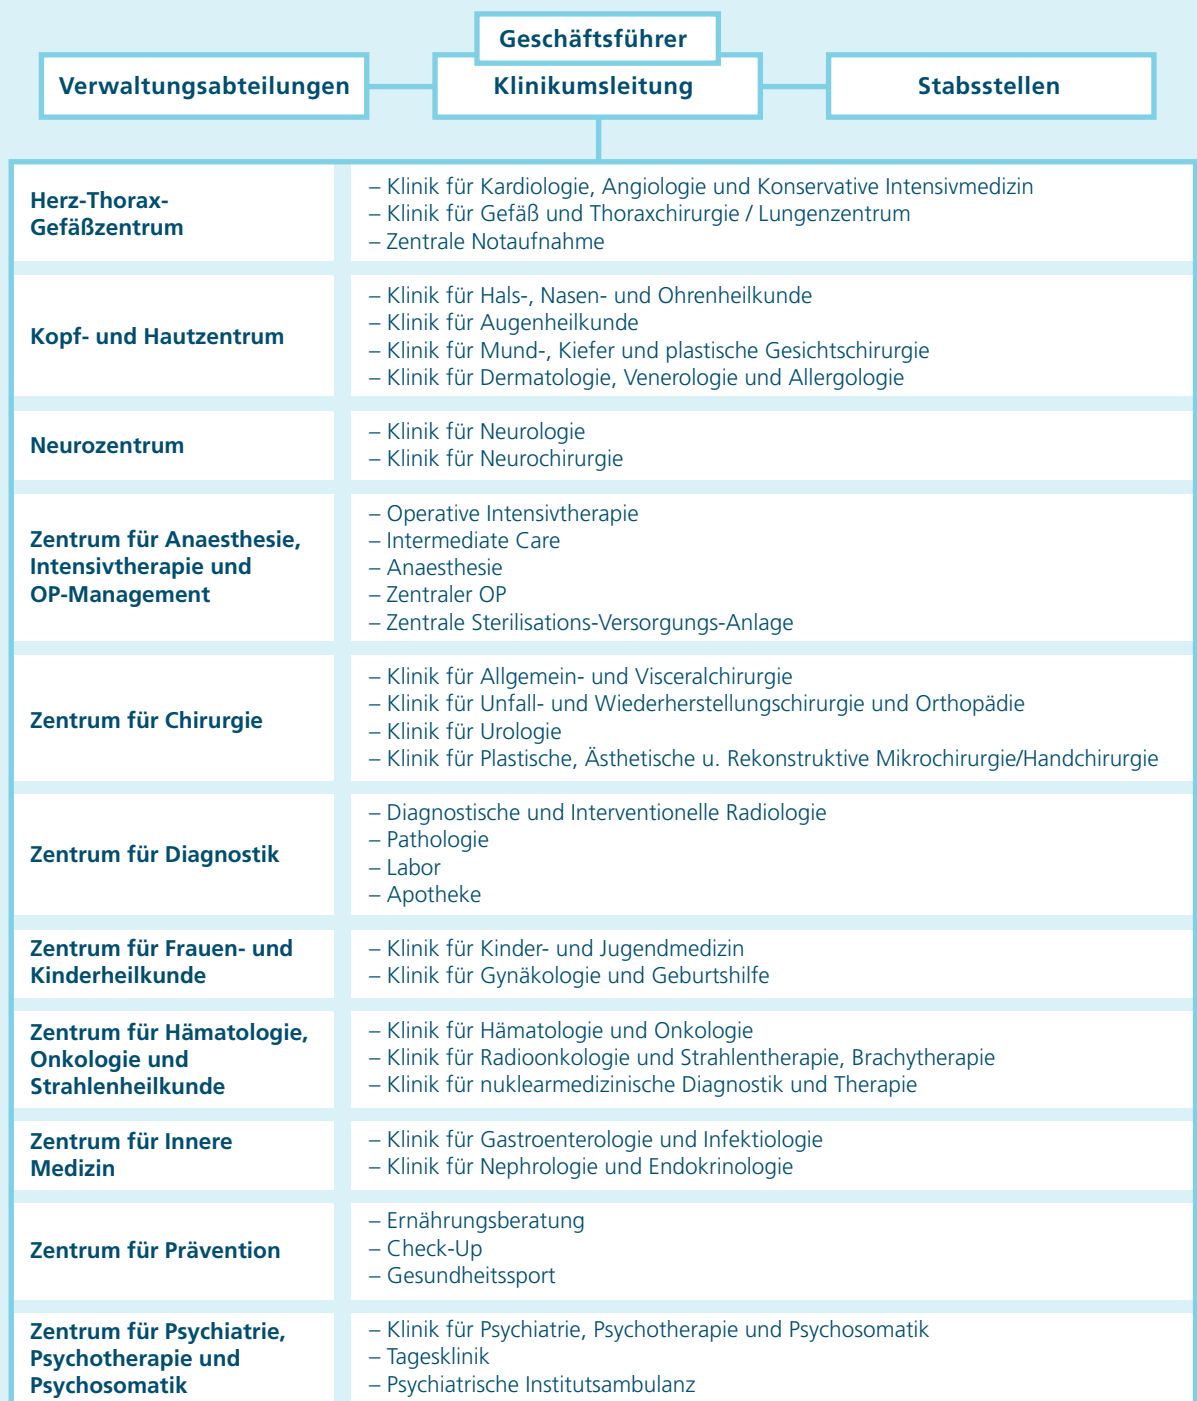 Geschäftsführer
Verwaltungsabteilungen
Klinikumsleitung
Stabsstellen
Herz-Thorax-
Gefäßzentrum
– Klinik für Kardiologie, Angiologie und Konservative Intensivmedizin
– Klinik für Gefäß und Thoraxchirurgie / Lungenzentrum
– Zentrale Notaufnahme
Kopf- und Hautzentrum
– Klinik für Hals-, Nasen- und Ohrenheilkunde
– Klinik für Augenheilkunde
– Klinik für Mund-, Kiefer und plastische Gesichtschirurgie
– Klinik für Dermatologie, Venerologie und Allergologie
Neurozentrum
– Klinik für Neurologie
– Klinik für Neurochirurgie
Zentrum für Anaesthesie,
Intensivtherapie und
OP-Management
– Operative Intensivtherapie
– Intermediate Care
– Anaesthesie
– Zentraler OP
– Zentrale Sterilisations-Versorgungs-Anlage
Zentrum für Chirurgie
– Klinik für Allgemein- und Visceralchirurgie
– Klinik für Unfall- und Wiederherstellungschirurgie und Orthopädie
– Klinik für Urologie
– Klinik für Plastische, Ästhetische u. Rekonstruktive Mikrochirurgie/Handchirurgie
Zentrum für Diagnostik
– Diagnostische und Interventionelle Radiologie
– Pathologie
– Labor
– Apotheke
Zentrum für Frauen- und
Kinderheilkunde
– Klinik für Kinder- und Jugendmedizin
– Klinik für Gynäkologie und Geburtshilfe
Zentrum für Hämatologie,
Onkologie und
Strahlenheilkunde
– Klinik für Hämatologie und Onkologie
– Klinik für Radioonkologie und Strahlentherapie, Brachytherapie
– Klinik für nuklearmedizinische Diagnostik und Therapie
Zentrum für Innere
Medizin
– Klinik für Gastroenterologie und Infektiologie
– Klinik für Nephrologie und Endokrinologie
Zentrum für Prävention
– Ernährungsberatung
– Check-Up
– Gesundheitssport
Zentrum für Psychiatrie,
Psychotherapie und
Psychosomatik
– Klinik für Psychiatrie, Psychotherapie und Psychosomatik
– Tagesklinik
– Psychiatrische Institutsambulanz